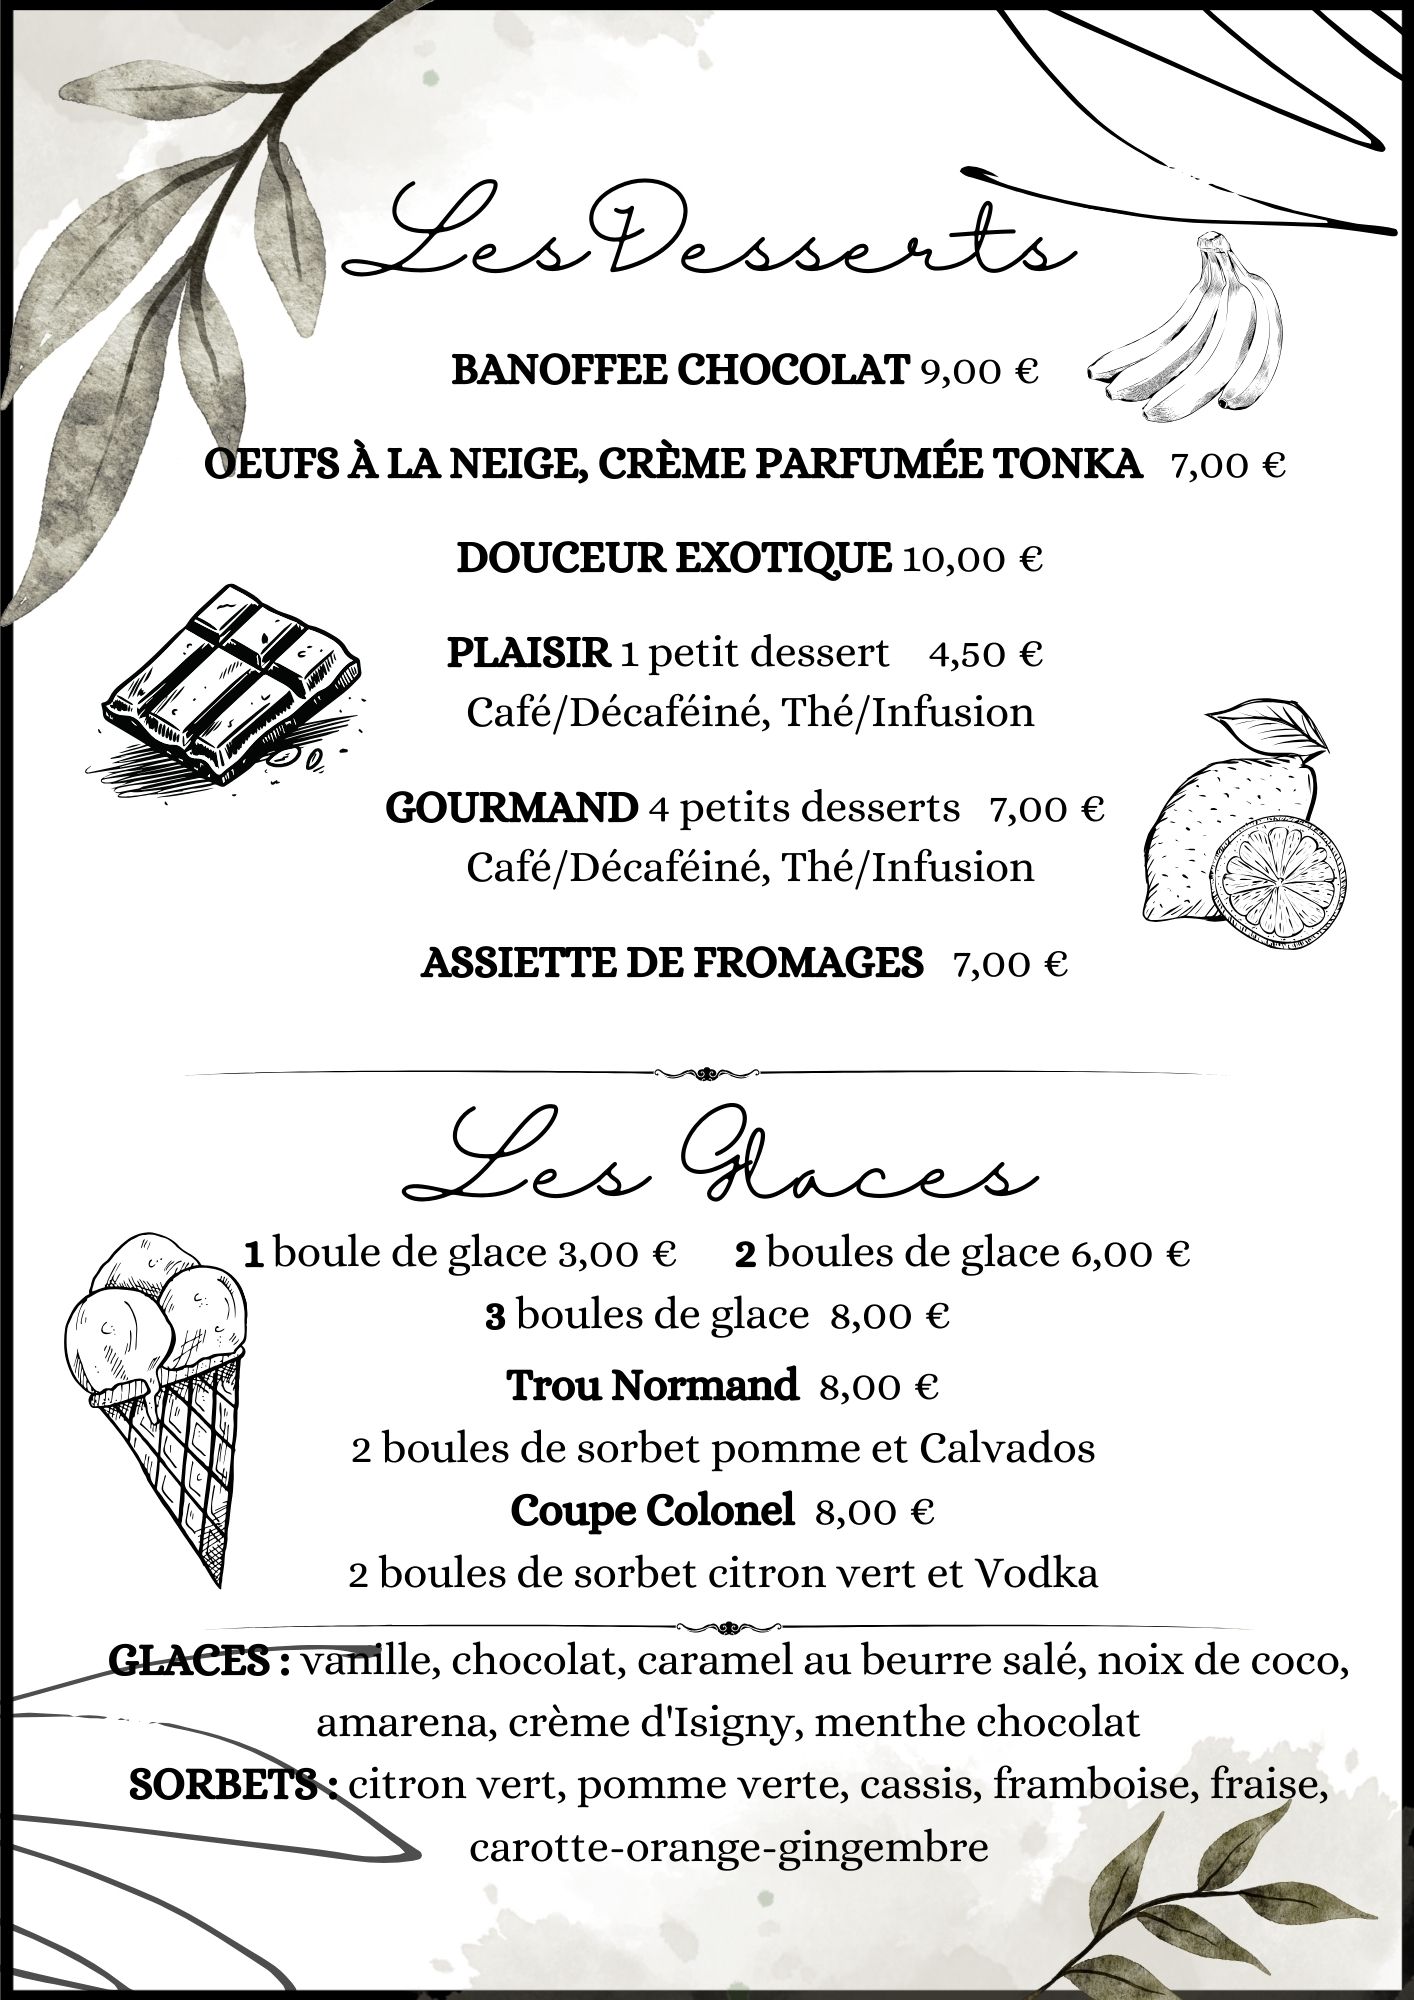 Les Desserts
BANOFFEE CHOCOLAT 9,00 €
OEUFS À LA NEIGE, CRÈME PARFUMÉE TONKA 7,00 €
DOUCEUR EXOTIQUE 10,00 €
PLAISIR 1 petit dessert 4,50 €
Café/Décaféiné, Thé/Infusion
GOURMAND 4 petits desserts 7,00 €
Café/Décaféiné, Thé/Infusion
ASSIETTE DE FROMAGES 7,00 €
Les Glaces
1 boule de glace 3,00 € 2 boules de glace 6,00 €
3 boules de glace 8,00 €
Trou Normand 8,00 €
2 boules de sorbet pomme et Calvados
Coupe Colonel 8,00 €
2 boules de sorbet citron vert et Vodka
GLACES : vanille, chocolat, caramel au beurre salé, noix de coco,
amarena, crème d'Isigny, menthe chocolat
SORBETS : citron vert, pomme verte, cassis, framboise, fraise,
carotte-orange-gingembre